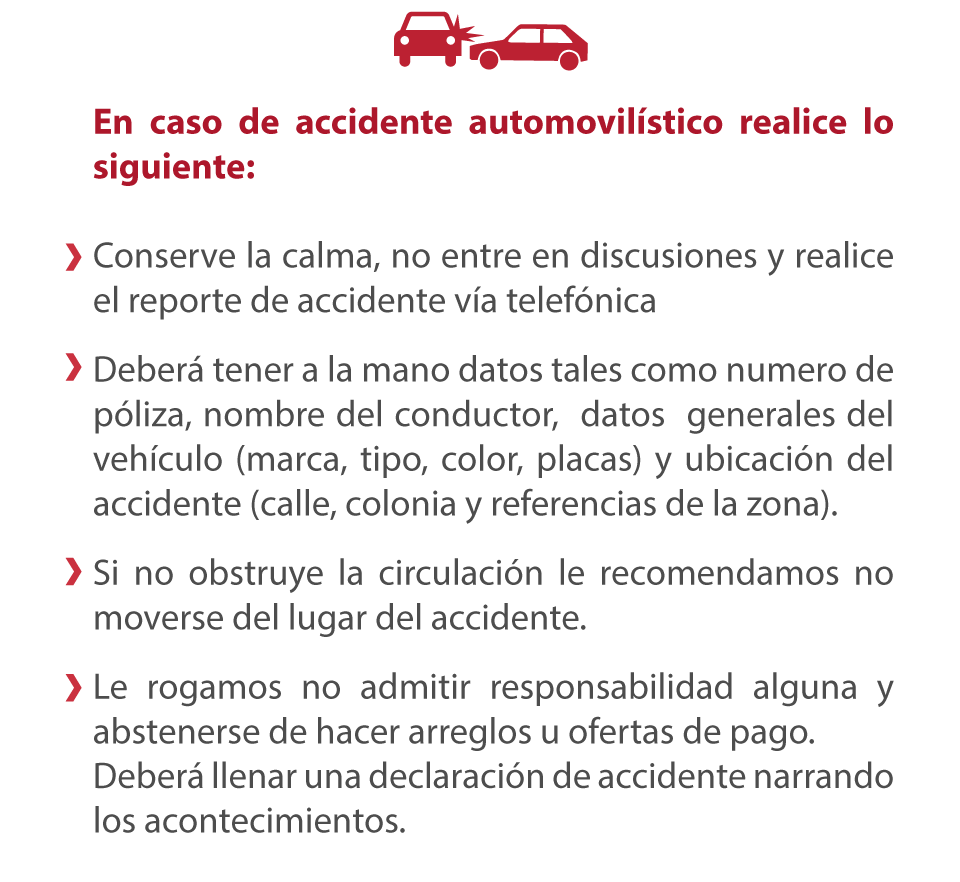 En caso de accidente automovilístico realice lo
siguiente:
Conserve la calma, no entre en discusiones y realice
el reporte de accidente vía telefónica
Deberá tener a la mano datos tales como numero de
póliza, nombre del conductor, datos generales del
vehículo (marca, tipo, color, placas) y ubicación del
accidente (calle, colonia y referencias de la zona).
Si no obstruye la circulación le recomendamos no
moverse del lugar del accidente.
Le rogamos no admitir responsabilidad alguna y
abstenerse de hacer arreglos u ofertas de pago.
Deberá llenar una declaración de accidente narrando
los acontecimientos.